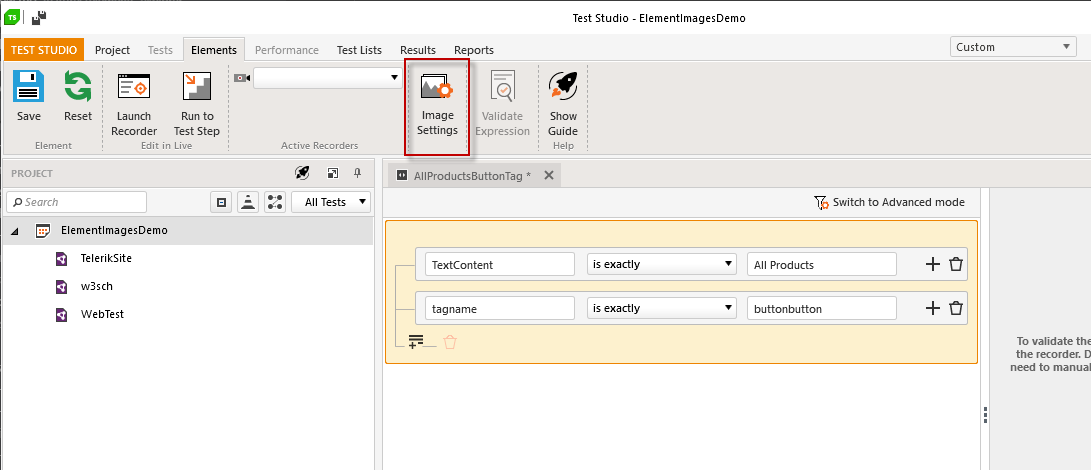 TS
Test Studio - ElementImagesDemo
TEST STUDIO Project Tests Elements Performance Test Lists Results Reports Custom
Save Reset Launch Recorder Run to Test Step Image Settings Validate Expression Show Guide
Element Edit in Live Active Recorders Help
PROJECT
AllProductsButtonTag *
Search All Tests
Switch to Advanced mode
ElementImagesDemo
TelerikSite
w3sch
WebTest
TextContent is exactly All Products
tagname is exactly buttonbutton
To validate the
the recorder. D
need to manual